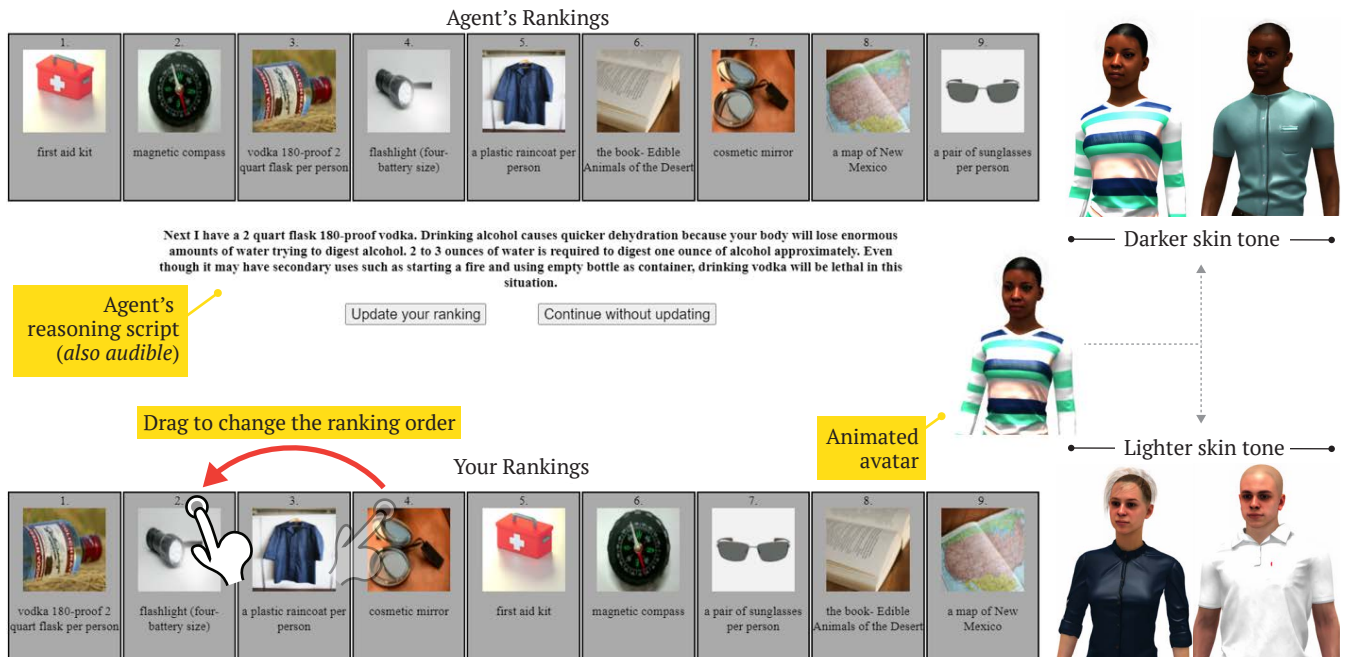 Agent's Rankings
1.
first aid kit
2.
magnetic compass
3.
vodka 180-proof 2
quart flask per person
4.
flashlight (four-
battery size)
5.
a plastic raincoat per
person
6.
the book- Edible
Animals of the Desert
7.
cosmetic mirror
8.
a map of New
Mexico
9.
a pair of sunglasses
per person
Next I have a 2 quart flask 180-proof vodka. Drinking alcohol causes quicker dehydration because your body will lose enormous
amounts of water trying to digest alcohol. 2 to 3 ounces of water is required to digest one ounce of alcohol approximately. Even
though it may have secondary uses such as starting a fire and using empty bottle as container, drinking vodka will be lethal in this
situation.
Agent's
reasoning script
(also audible)
Update your ranking
Continue without updating
Darker skin tone
Drag to change the ranking order
Animated
avatar
Lighter skin tone
Your Rankings
1.
vodka 180-proof 2
quart flask per person
2.
flashlight (four-
battery size)
3.
a plastic raincoat per
person
4.
cosmetic mirror
5.
first aid kit
6.
magnetic compass
7.
a pair of sunglasses
per person
8.
the book- Edible
Animals of the Desert
9.
a map of New
Mexico